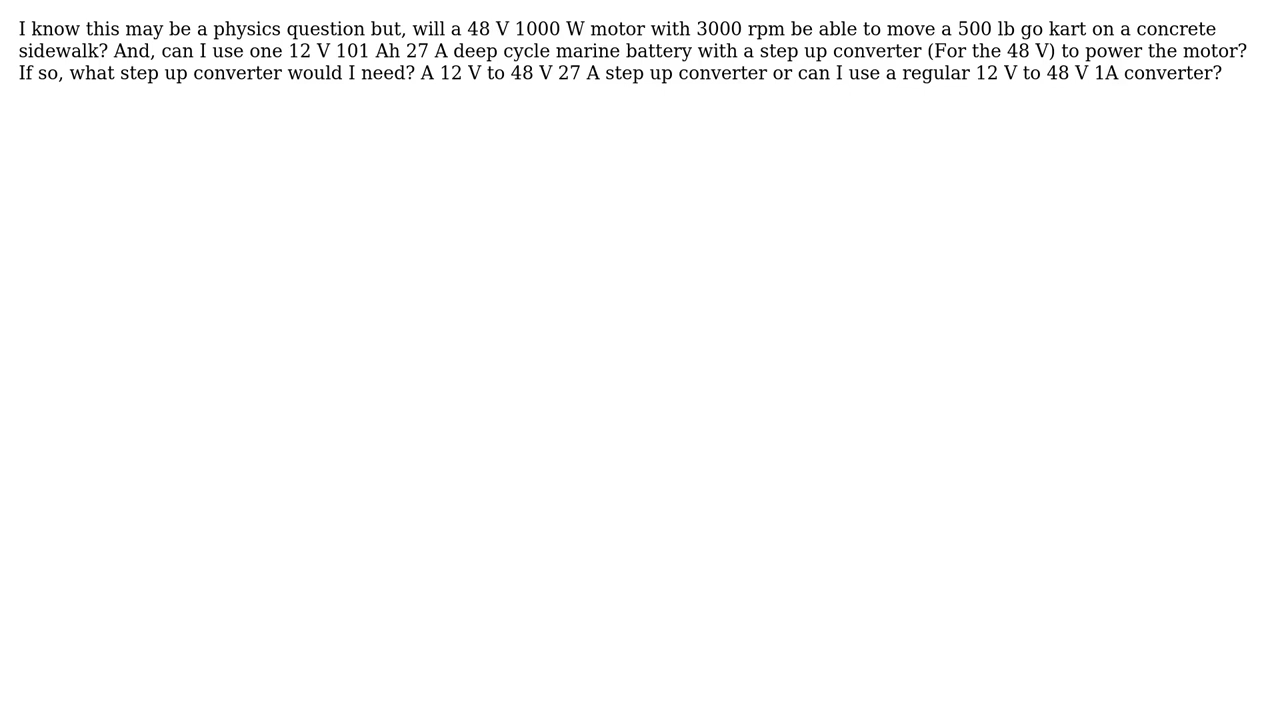 I know this may be a physics question but, will a 48 V 1000 W motor with 3000 rpm be able to move a 500 lb go kart on a concrete
sidewalk? And, can I use one 12 V 101 Ah 27 A deep cycle marine battery with a step up converter (For the 48 V) to power the motor?
If so, what step up converter would I need? A 12 V to 48 V 27 A step up converter or can I use a regular 12 V to 48 V 1A converter?